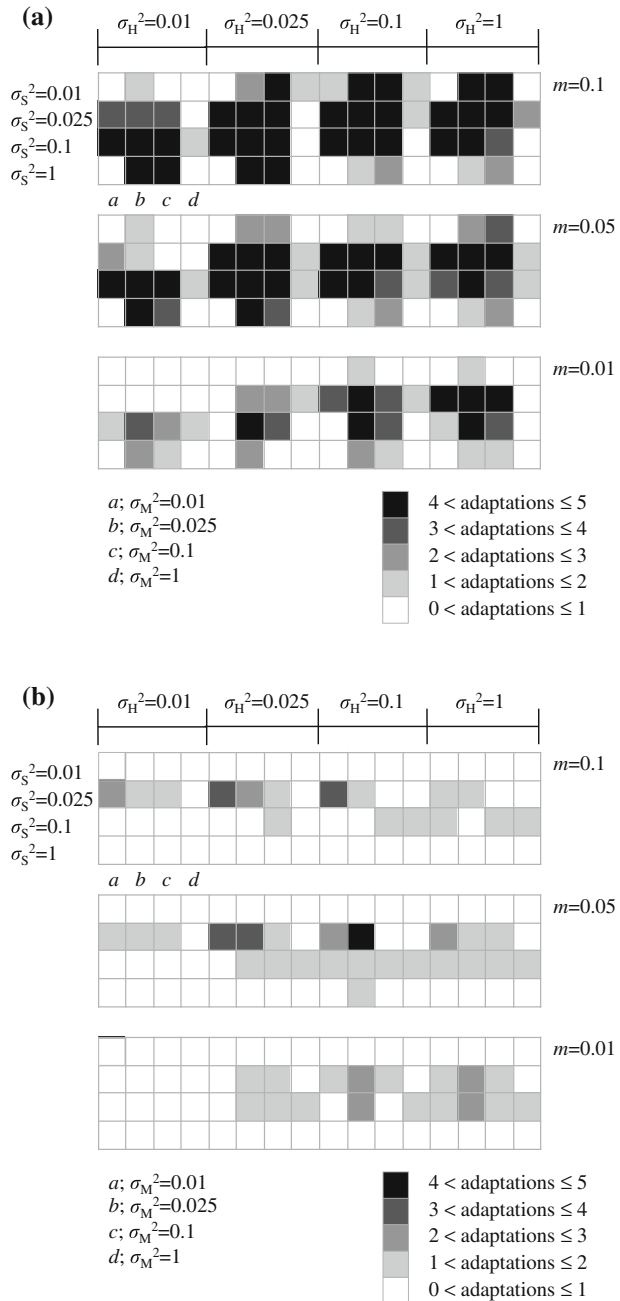 (a)
σH²=0.01 σH²=0.025 σH²=0.1 σH²=1
σS²=0.01
σS²=0.025
σS²=0.1
σS²=1
m=0.1
a b c d
m=0.05
m=0.01
a; σM²=0.01
b; σM²=0.025
c; σM²=0.1
d; σM²=1
4 < adaptations ≤ 5
3 < adaptations ≤ 4
2 < adaptations ≤ 3
1 < adaptations ≤ 2
0 < adaptations ≤ 1
(b)
σH²=0.01 σH²=0.025 σH²=0.1 σH²=1
σS²=0.01
σS²=0.025
σS²=0.1
σS²=1
m=0.1
a b c d
m=0.05
m=0.01
a; σM²=0.01
b; σM²=0.025
c; σM²=0.1
d; σM²=1
4 < adaptations ≤ 5
3 < adaptations ≤ 4
2 < adaptations ≤ 3
1 < adaptations ≤ 2
0 < adaptations ≤ 1